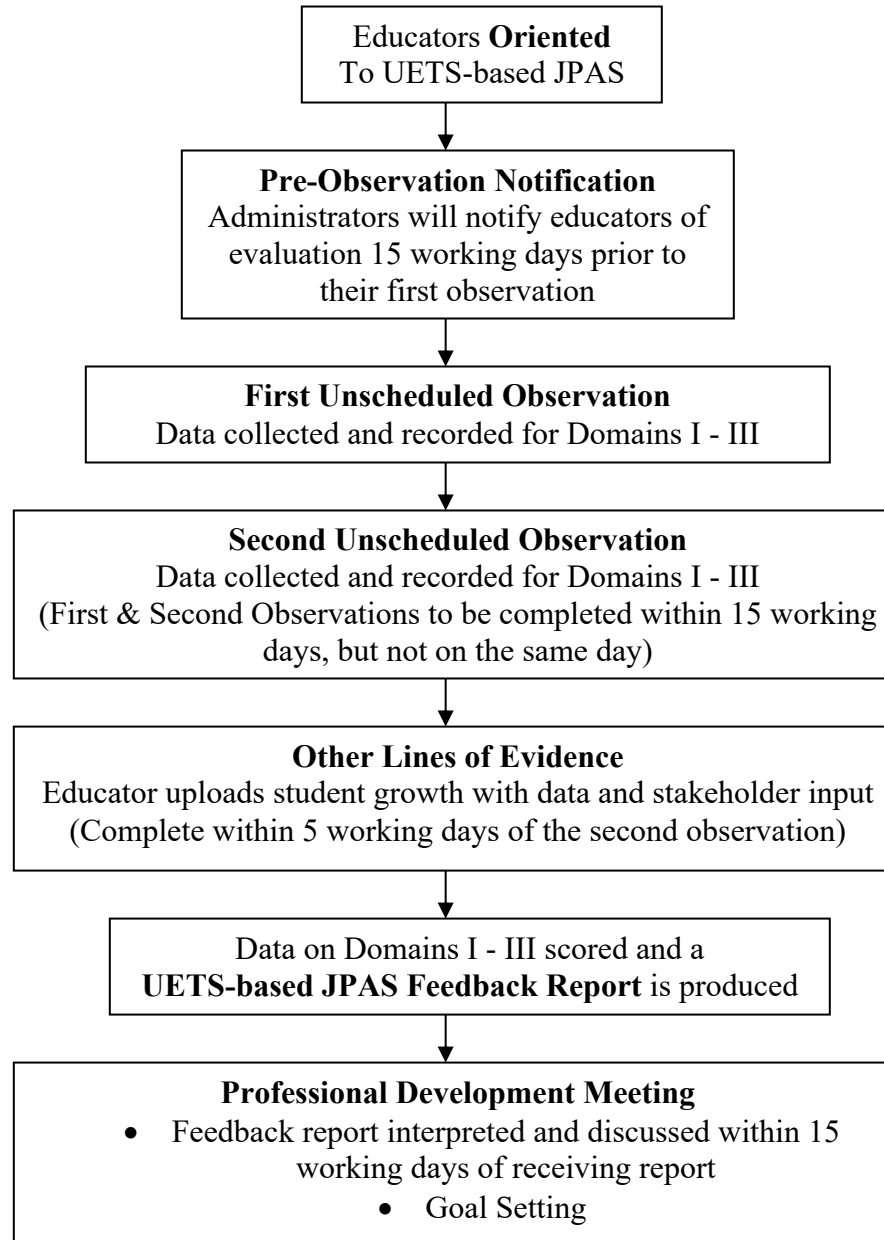 Educators Oriented
To UETS-based JPAS
Pre-Observation Notification
Administrators will notify educators of
evaluation 15 working days prior to
their first observation
First Unscheduled Observation
Data collected and recorded for Domains I - III
Second Unscheduled Observation
Data collected and recorded for Domains I - III
(First & Second Observations to be completed within 15 working
days, but not on the same day)
Other Lines of Evidence
Educator uploads student growth with data and stakeholder input
(Complete within 5 working days of the second observation)
Data on Domains I - III scored and a
UETS-based JPAS Feedback Report is produced
Professional Development Meeting
• Feedback report interpreted and discussed within 15
working days of receiving report
• Goal Setting